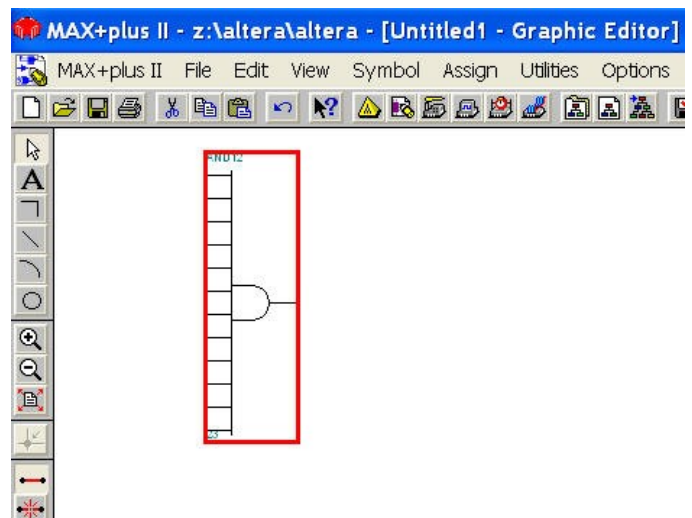 MAX+plus II - z:\altera\altera - [Untitled1 - Graphic Editor]
MAX+plus II File Edit View Symbol Assign Utilities Options
A
AND12
23